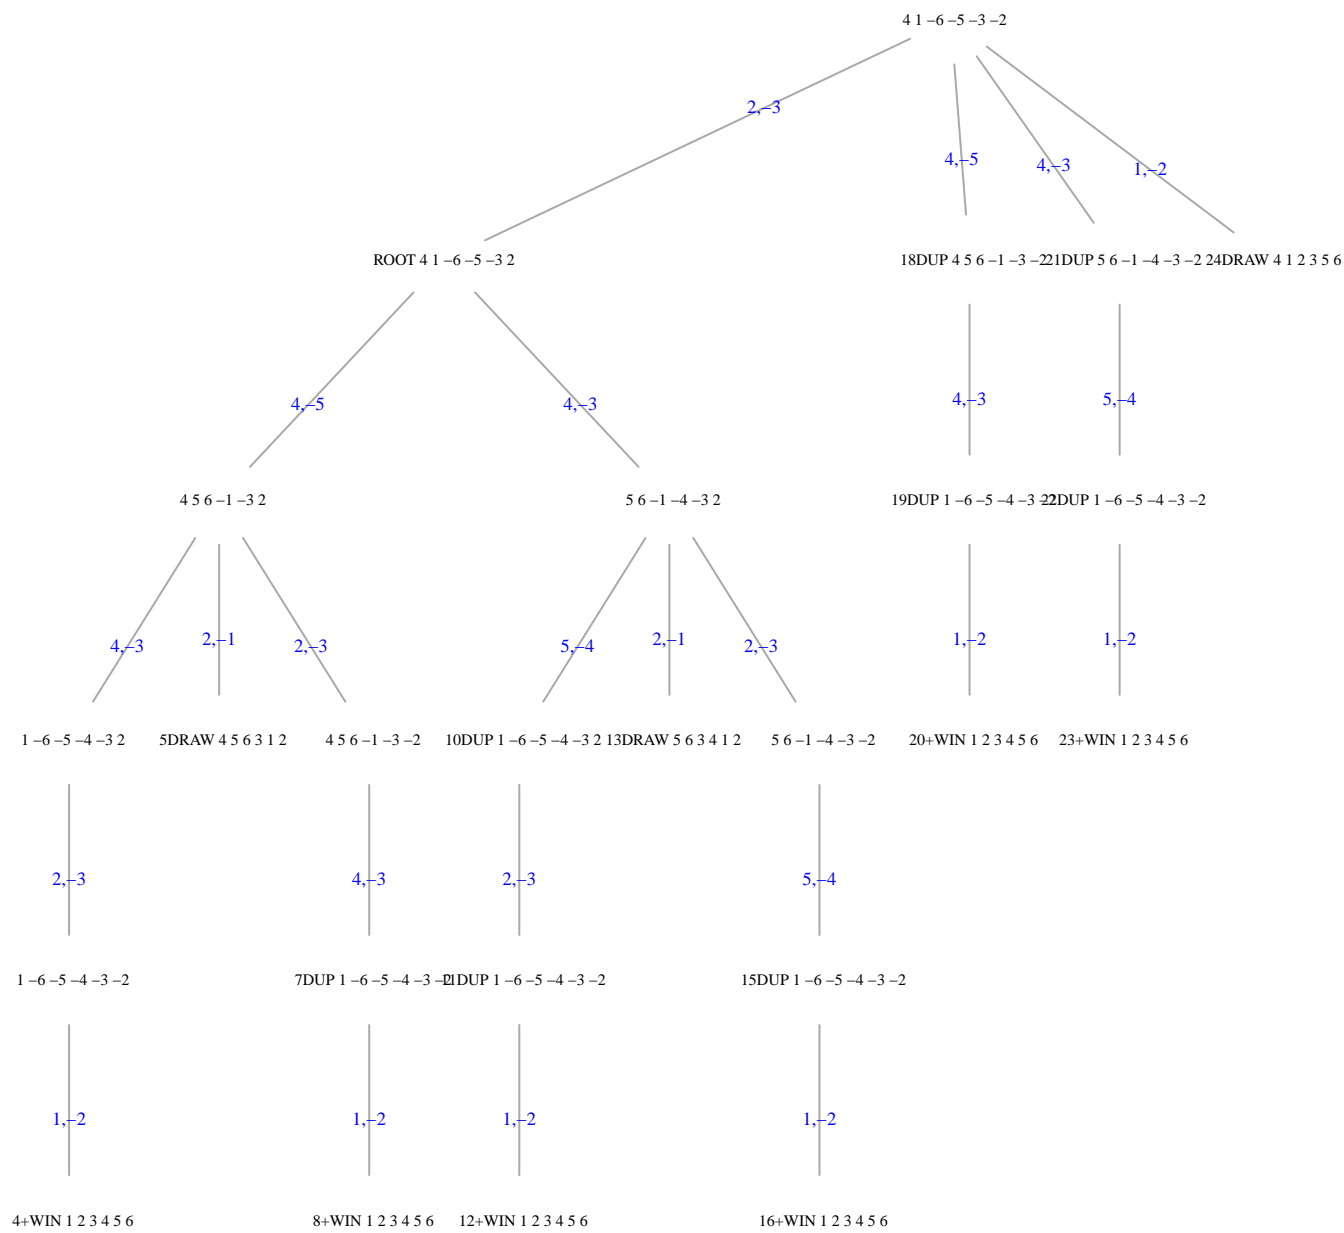 4 1 –6 –5 –3 –2
2,–3
4,–5
4,–3
1,–2
ROOT 4 1 –6 –5 –3 2
18DUP 4 5 6 –1 –3 –2
21DUP 5 6 –1 –4 –3 –2
24DRAW 4 1 2 3 5 6
4,–5
4,–3
4,–3
5,–4
4 5 6 –1 –3 2
5 6 –1 –4 –3 2
19DUP 1 –6 –5 –4 –3 –2
22DUP 1 –6 –5 –4 –3 –2
4,–3
2,–1
2,–3
5,–4
2,–1
2,–3
1,–2
1,–2
1 –6 –5 –4 –3 2
5DRAW 4 5 6 3 1 2
4 5 6 –1 –3 –2
10DUP 1 –6 –5 –4 –3 2
13DRAW 5 6 3 4 1 2
5 6 –1 –4 –3 –2
20+WIN 1 2 3 4 5 6
23+WIN 1 2 3 4 5 6
2,–3
4,–3
2,–3
5,–4
1 –6 –5 –4 –3 –2
7DUP 1 –6 –5 –4 –3 –2
11DUP 1 –6 –5 –4 –3 –2
15DUP 1 –6 –5 –4 –3 –2
1,–2
1,–2
1,–2
1,–2
4+WIN 1 2 3 4 5 6
8+WIN 1 2 3 4 5 6
12+WIN 1 2 3 4 5 6
16+WIN 1 2 3 4 5 6